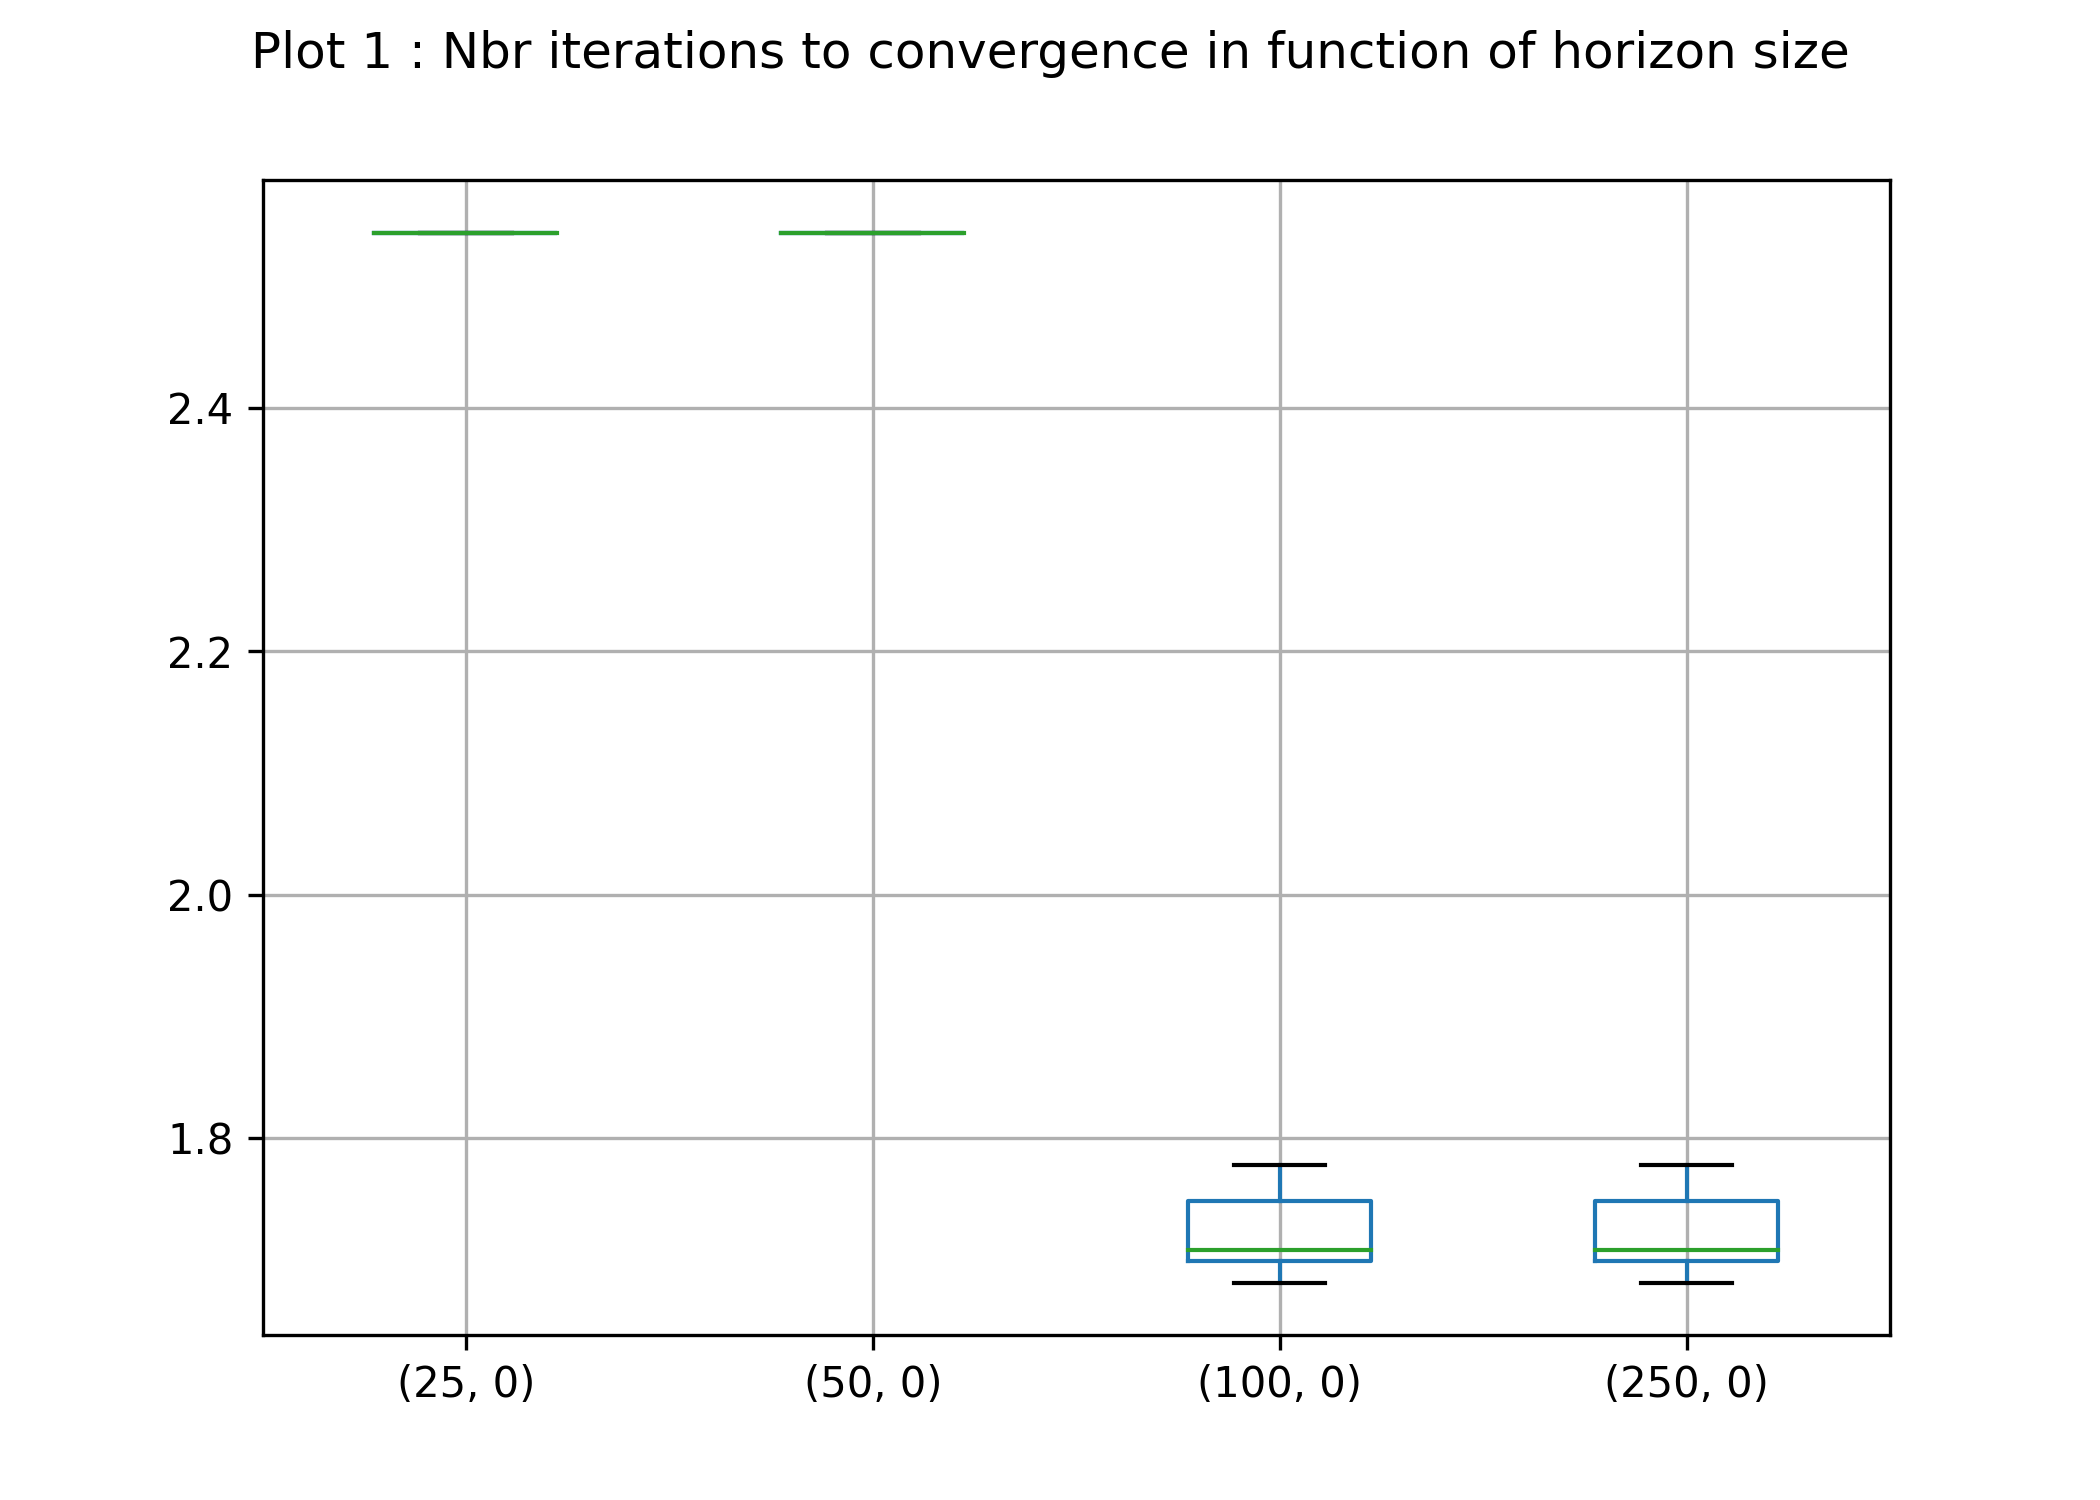 Plot 1 : Nbr iterations to convergence in function of horizon size
2.4
2.2
2.0
1.8
(25, 0) (50, 0) (100, 0) (250, 0)